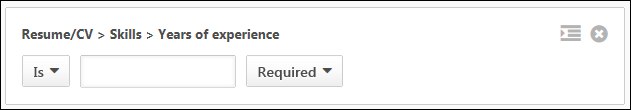 Resume/CV > Skills > Years of experience
Is Required